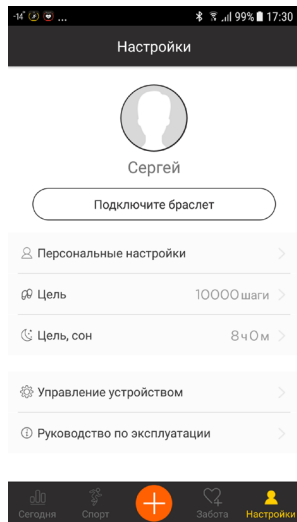 -14° ... 99% 17:30
Настройки
Сергей
Подключите браслет
Персональные настройки
Цель 10000 шаги
Цель, сон 8ч0м
Управление устройством
Руководство по эксплуатации
Сегодня Спорт Забота Настройки